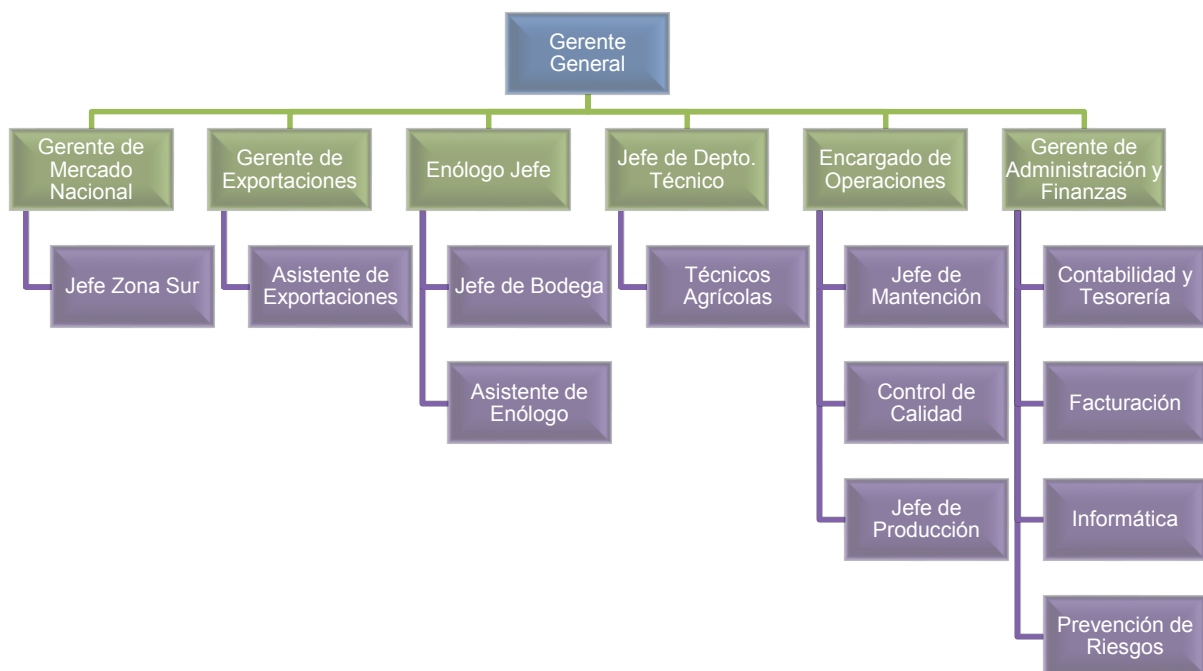 Gerente
General
Gerente de
Mercado
Nacional
Gerente de
Exportaciones
Enólogo Jefe
Jefe de Depto.
Técnico
Encargado de
Operaciones
Gerente de
Administración y
Finanzas
Jefe Zona Sur
Asistente de
Exportaciones
Jefe de Bodega
Técnicos
Agrícolas
Jefe de
Mantención
Contabilidad y
Tesorería
Asistente de
Enólogo
Control de
Calidad
Facturación
Jefe de
Producción
Informática
Prevención de
Riesgos